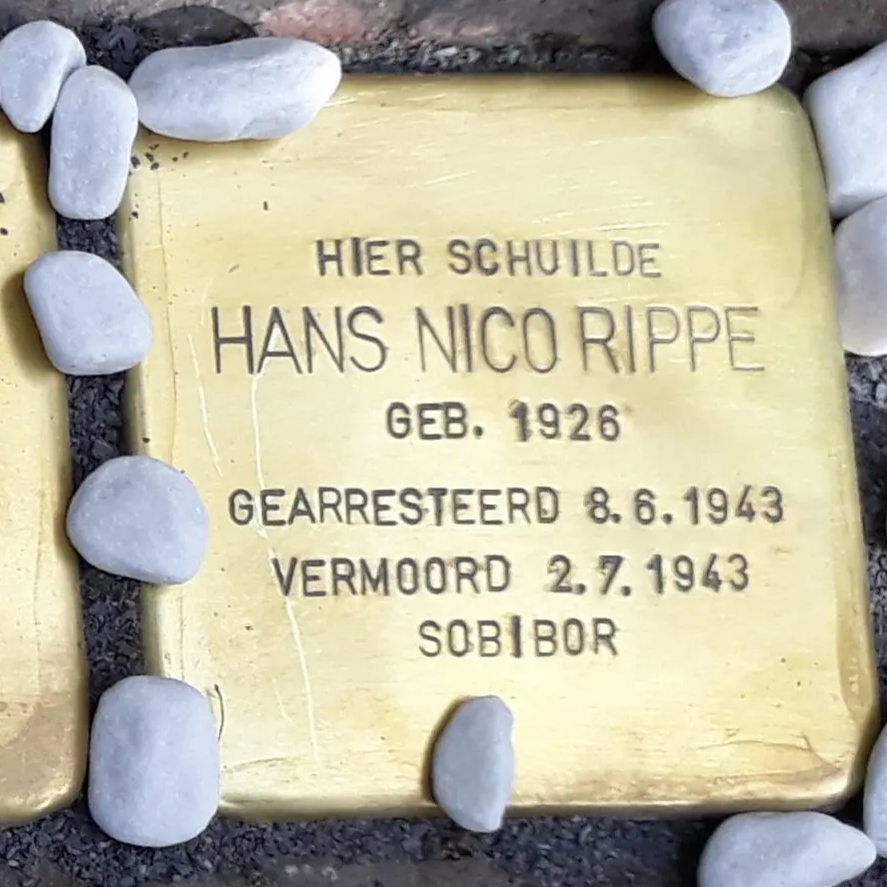 HIER SCHUILDE
HANS NICO RIPPE
GEB. 1926
GEARRESTEERD 8.6.1943
VERMOORD 2.7.1943
SOBIBOR